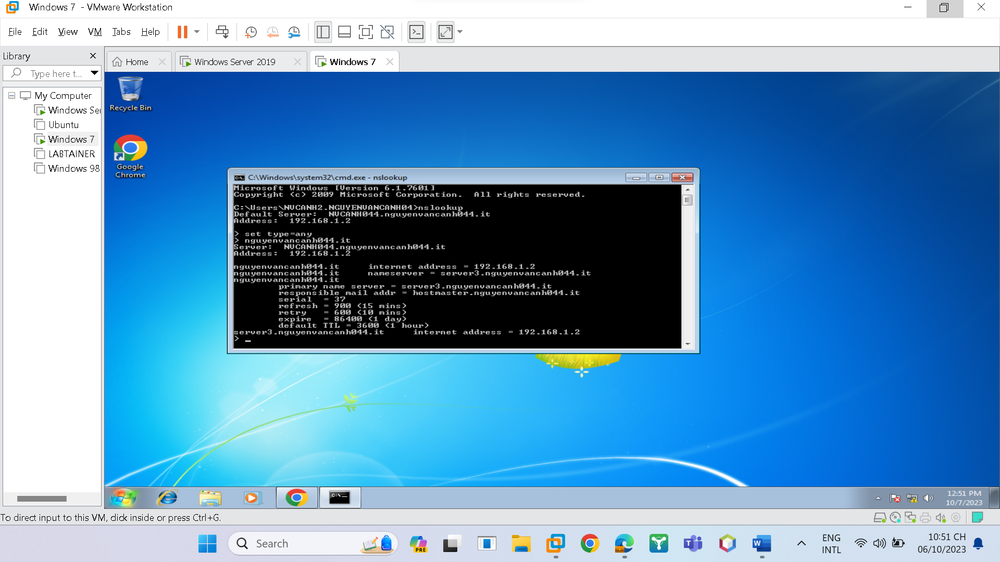 Windows 7 - VMware Workstation
File Edit View VM Tabs Help
Library
Type here t...
My Computer
Windows Ser
Ubuntu
Windows 7
LABTAINER
Windows 98
Home
Windows Server 2019
Windows 7
Recycle Bin
Google
Chrome
C:\Windows\system32\cmd.exe - nslookup
Microsoft Windows [Version 6.1.7601]
Copyright (c) 2009 Microsoft Corporation.  All rights reserved.
C:\Users\NVCANH2.NGUYENVANCANH04>nslookup
Default Server:  NVCANH044.nguyenvancanh044.it
Address:  192.168.1.2
> set type=any
> nguyenvancanh044.it
Server:  NVCANH044.nguyenvancanh044.it
Address:  192.168.1.2
nguyenvancanh044.it     internet address = 192.168.1.2
nguyenvancanh044.it     nameserver = server3.nguyenvancanh044.it
nguyenvancanh044.it
primary name server = server3.nguyenvancanh044.it
responsible mail addr = hostmaster.nguyenvancanh044.it
serial  = 37
refresh = 900 (15 mins)
retry   = 600 (10 mins)
expire  = 86400 (1 day)
default TTL = 3600 (1 hour)
server3.nguyenvancanh044.it     internet address = 192.168.1.2
> _
12:51 PM
10/7/2023
To direct input to this VM, click inside or press Ctrl+G.
Search
PRE
ENG
INTL
10:51 CH
06/10/2023